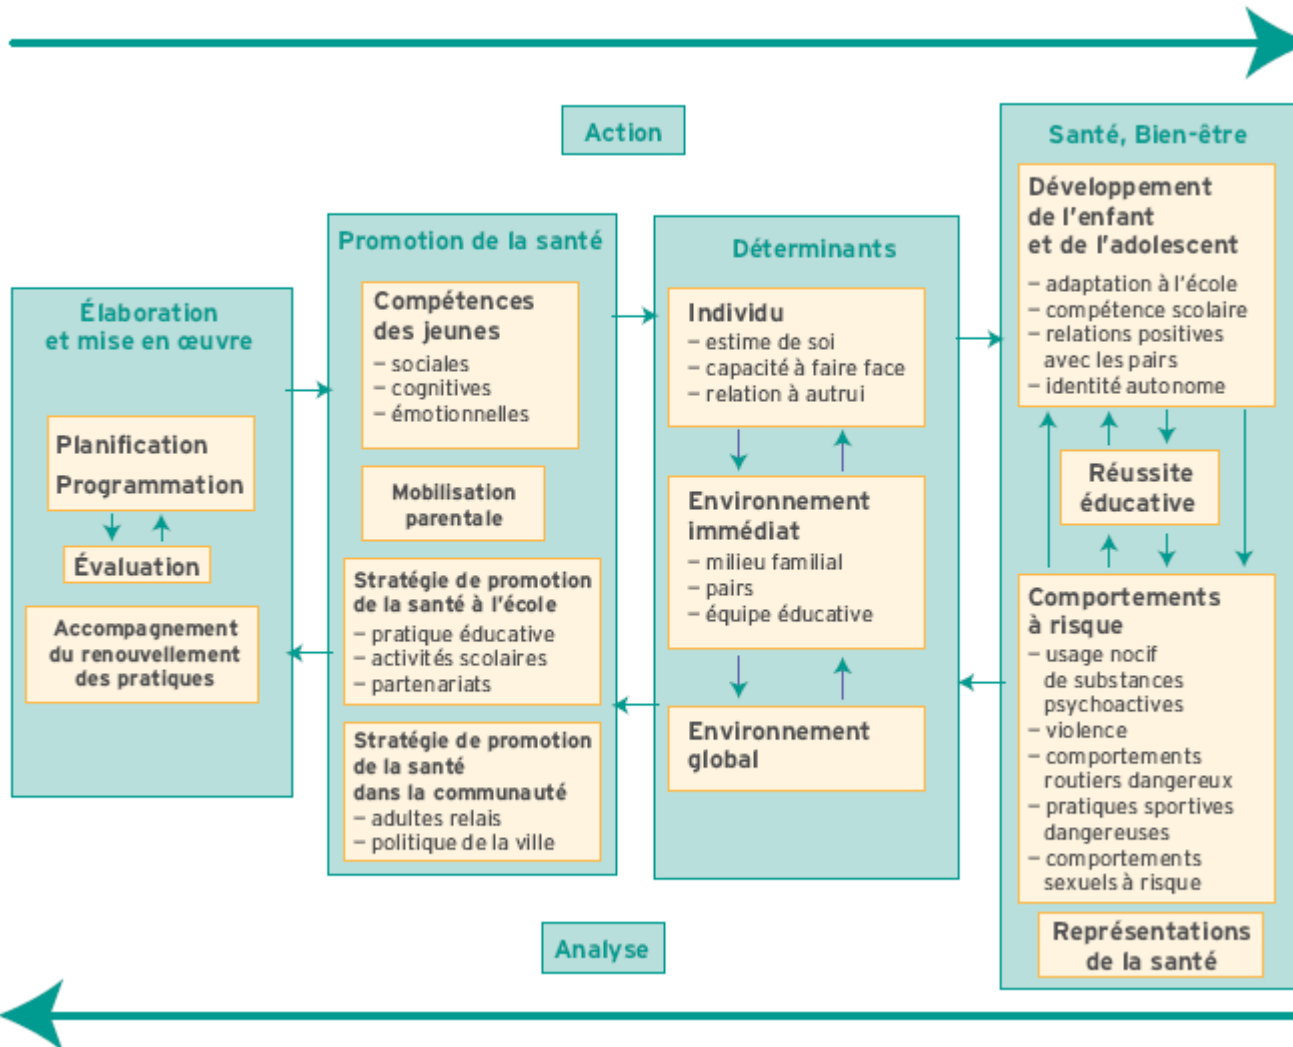 Action
Élaboration
et mise en œuvre
Planification
Programmation
Évaluation
Accompagnement
du renouvellement
des pratiques
Promotion de la santé
Compétences
des jeunes
– sociales
– cognitives
– émotionnelles
Mobilisation
parentale
Stratégie de promotion
de la santé à l’école
– pratique éducative
– activités scolaires
– partenariats
Stratégie de promotion
de la santé
dans la communauté
– adultes relais
– politique de la ville
Déterminants
Individu
– estime de soi
– capacité à faire face
– relation à autrui
Environnement
immédiat
– milieu familial
– pairs
– équipe éducative
Environnement
global
Santé, Bien-être
Développement
de l’enfant
et de l’adolescent
– adaptation à l’école
– compétence scolaire
– relations positives
avec les pairs
– identité autonome
Réussite
éducative
Comportements
à risque
– usage nocif
de substances
psychoactives
– violence
– comportements
routiers dangereux
– pratiques sportives
dangereuses
– comportements
sexuels à risque
Représentations
de la santé
Analyse